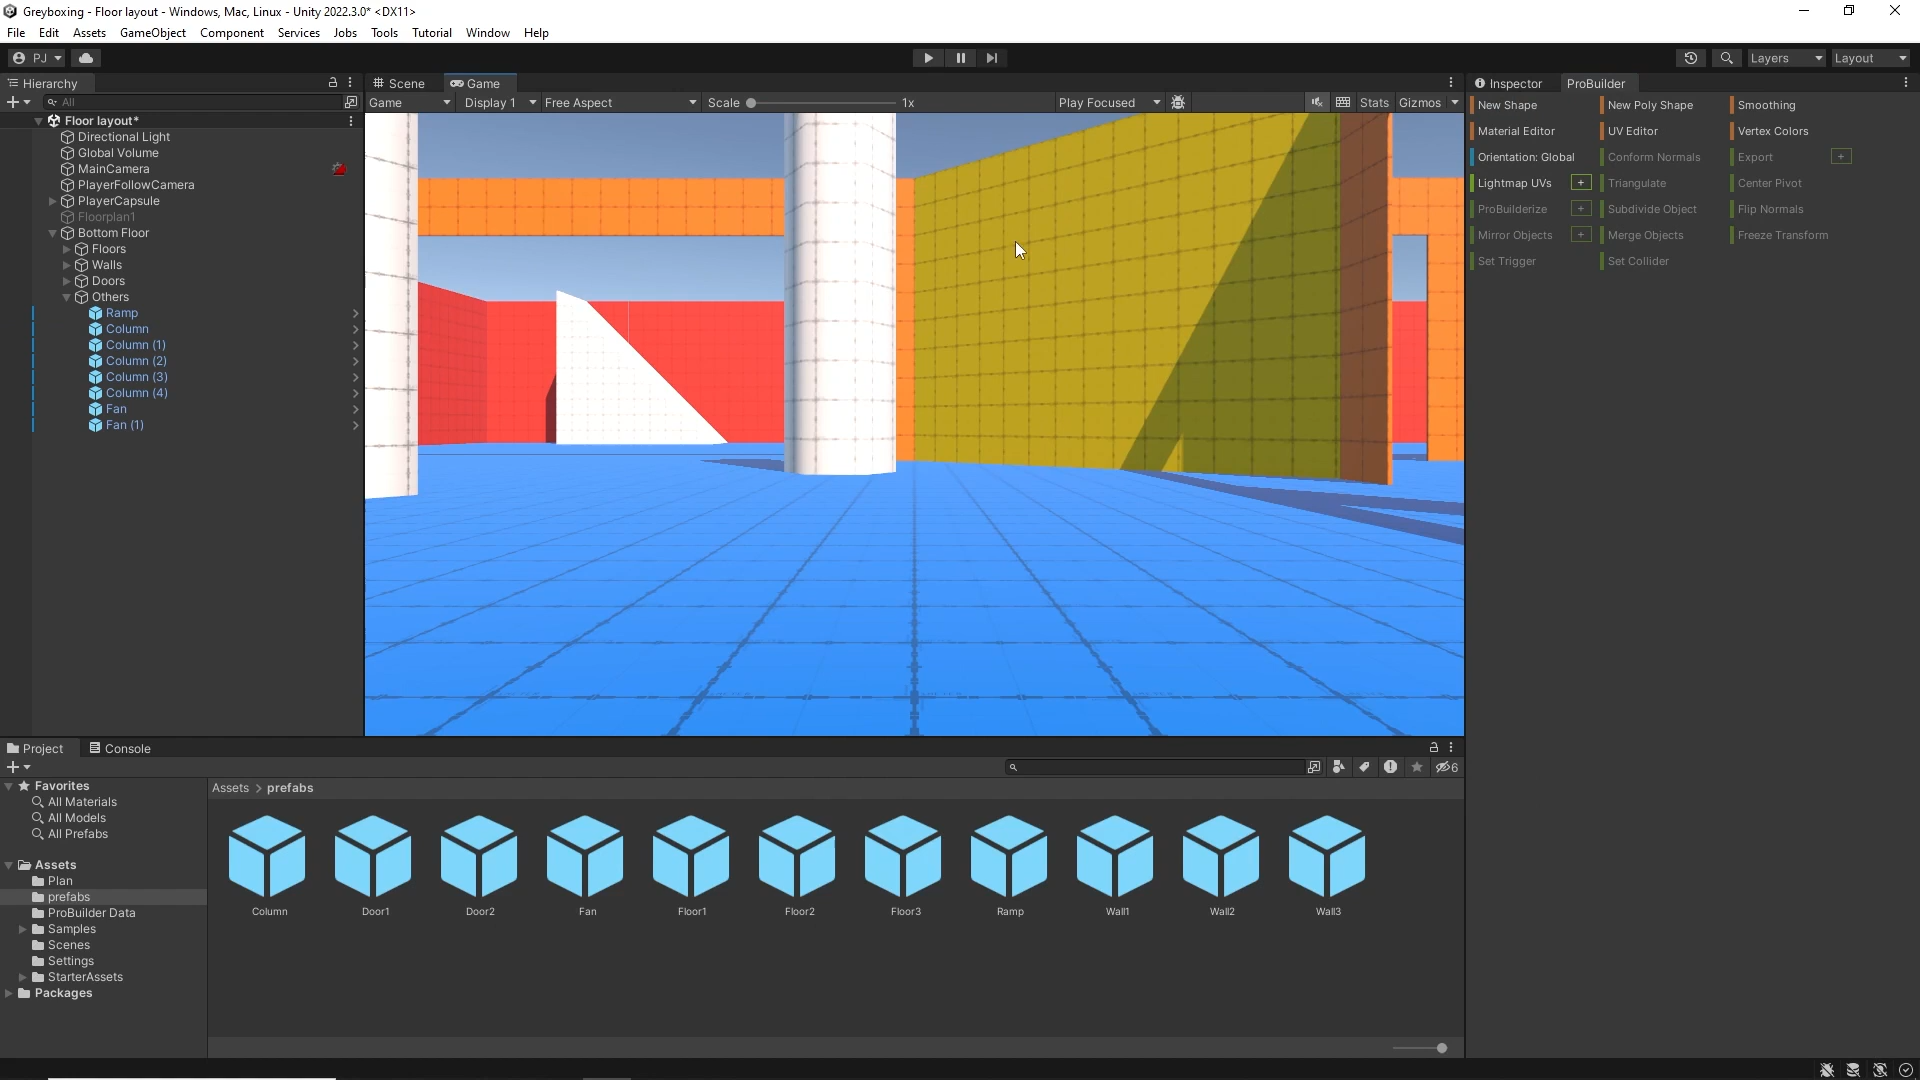 Greyboxing - Floor layout - Windows, Mac, Linux - Unity 2022.3.0* <DX11>
File Edit Assets GameObject Component Services Jobs Tools Tutorial Window Help
PJ Layers Layout
Hierarchy Scene Game Inspector ProBuilder
All Game Display 1 Free Aspect Scale 1x Play Focused Stats Gizmos
New Shape New Poly Shape Smoothing
Material Editor UV Editor Vertex Colors
Orientation: Global Conform Normals Export +
Lightmap UVs + Triangulate Center Pivot
ProBuilderize + Subdivide Object Flip Normals
Mirror Objects + Merge Objects Freeze Transform
Set Trigger Set Collider
Floor layout*
Directional Light
Global Volume
MainCamera
PlayerFollowCamera
PlayerCapsule
Floorplan1
Bottom Floor
Floors
Walls
Doors
Others
Ramp
Column
Column (1)
Column (2)
Column (3)
Column (4)
Fan
Fan (1)
Project Console
6
Favorites
All Materials
All Models
All Prefabs
Assets
Plan
prefabs
ProBuilder Data
Samples
Scenes
Settings
StarterAssets
Packages
Assets > prefabs
Column Door1 Door2 Fan Floor1 Floor2 Floor3 Ramp Wall1 Wall2 Wall3